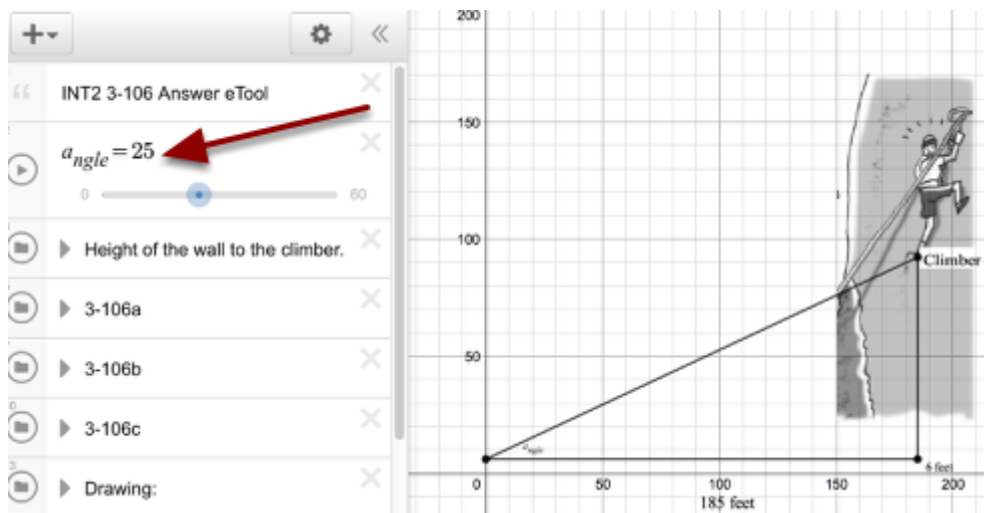 INT2 3-106 Answer eTool
angle = 25
0 60
Height of the wall to the climber.
3-106a
3-106b
3-106c
Drawing:
200
150
100
50
Climber
angle
6 feet
0 50 100 150 200
185 feet